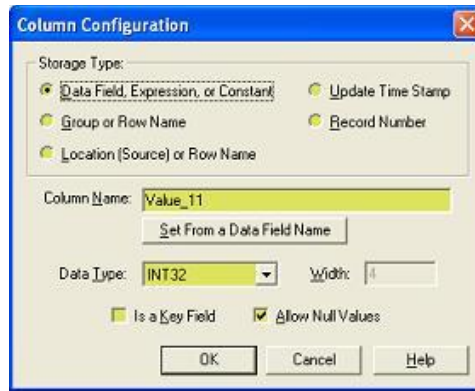 Column Configuration
Storage Type:
Data Field, Expression, or Constant
Update Time Stamp
Group or Row Name
Record Number
Location (Source) or Row Name
Column Name: Value_11
Set From a Data Field Name
Data Type: INT32 Width: 4
Is a Key Field Allow Null Values
OK Cancel Help